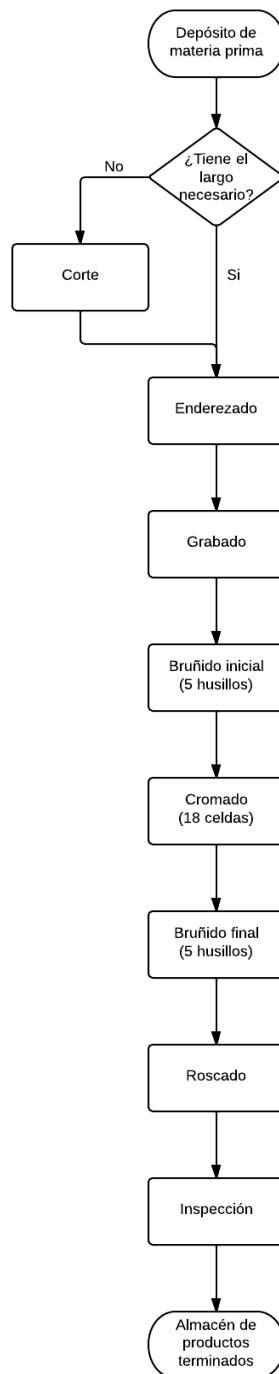 Depósito de
materia prima
¿Tiene el
largo
necesario?
No
Si
Corte
Enderezado
Grabado
Bruñido inicial
(5 husillos)
Cromado
(18 celdas)
Bruñido final
(5 husillos)
Roscado
Inspección
Almacén de
productos
terminados